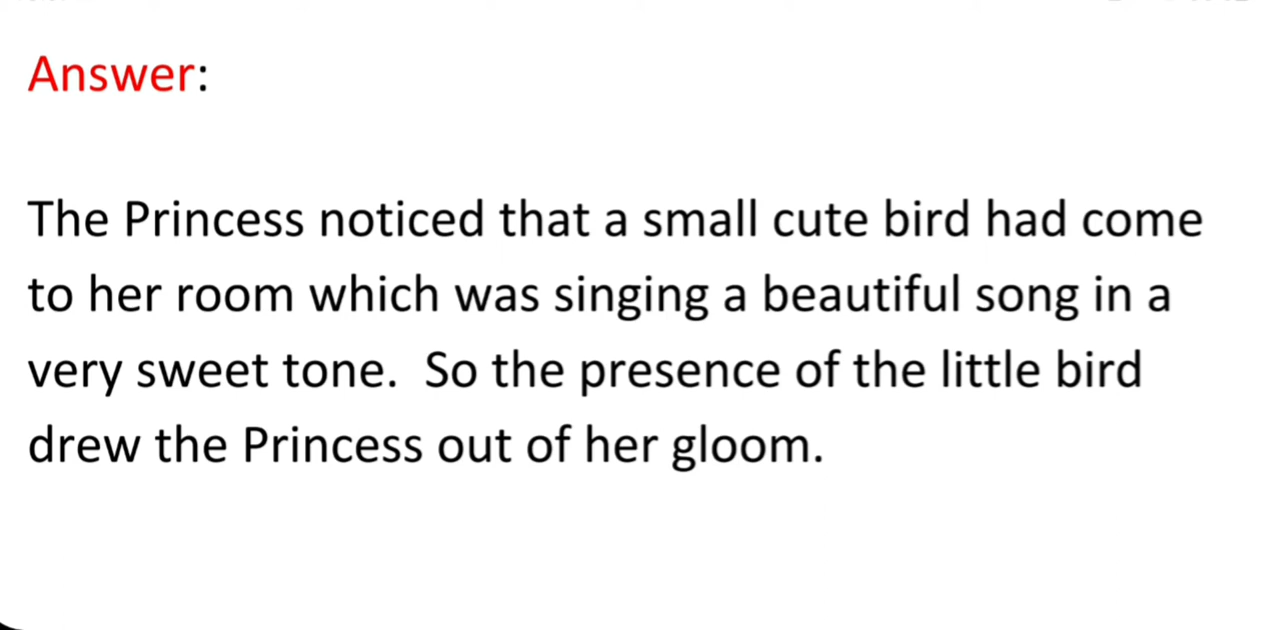 Answer:
The Princess noticed that a small cute bird had come
to her room which was singing a beautiful song in a
very sweet tone.  So the presence of the little bird
drew the Princess out of her gloom.